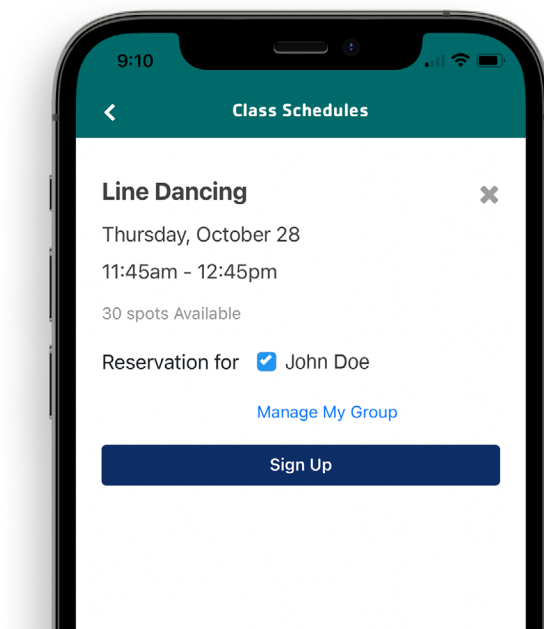 9:10
Class Schedules
Line Dancing
Thursday, October 28
11:45am - 12:45pm
30 spots Available
Reservation for John Doe
Manage My Group
Sign Up